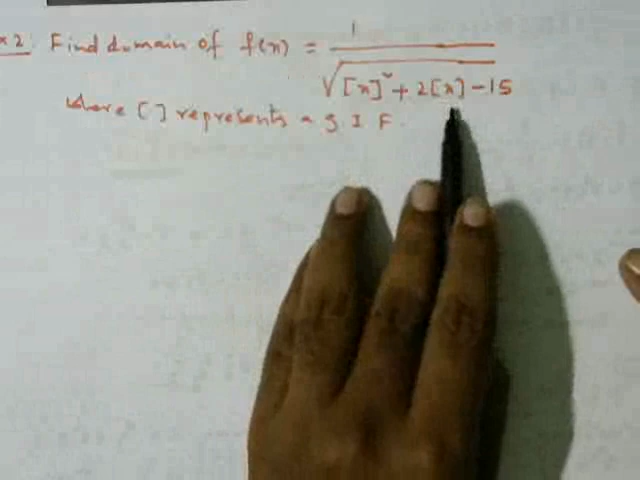 x2. Find domain of f(x) = 1 / √([x]² + 2[x] - 15)
where [ ] represents a G.I.F.